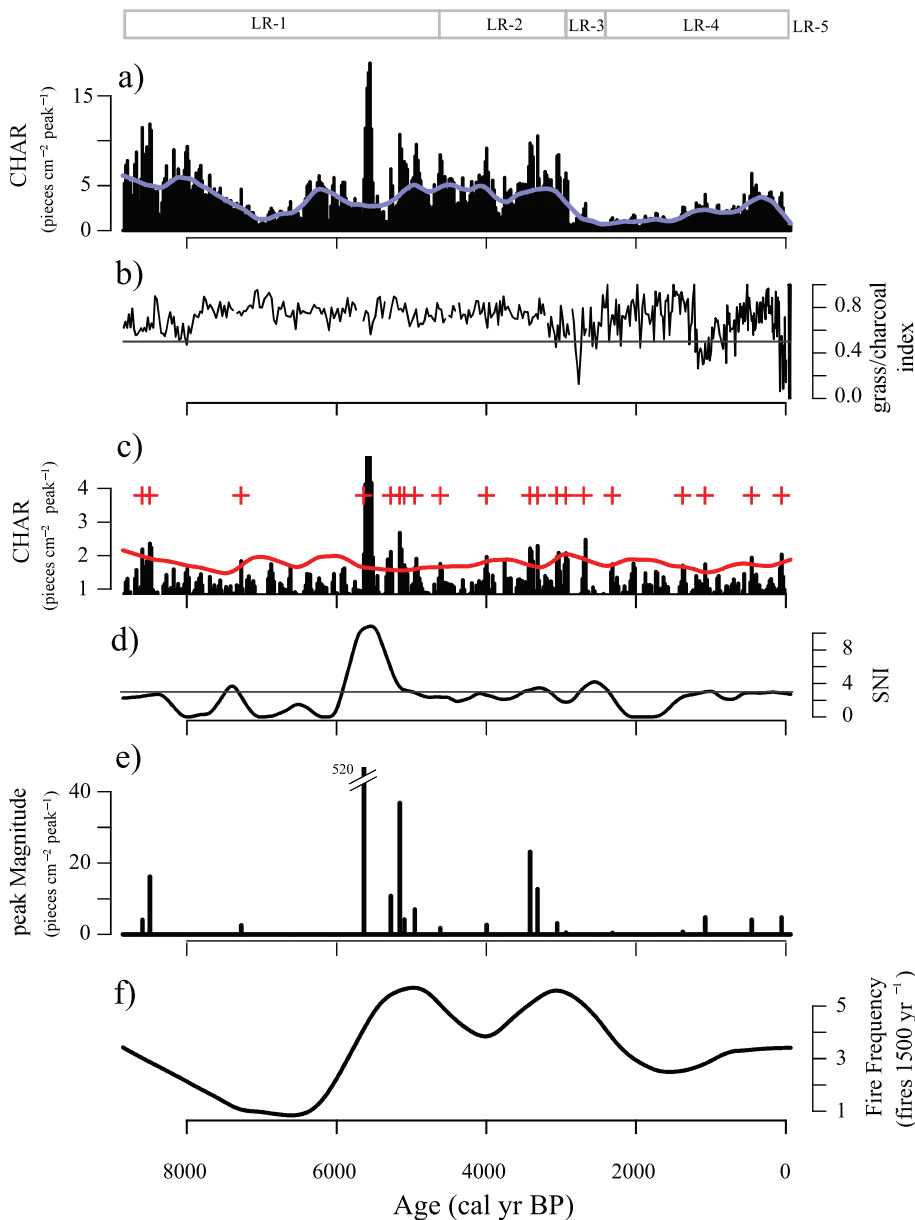 LR-1 LR-2 LR-3 LR-4 LR-5
a)
CHAR
(pieces cm⁻² peak⁻¹)
15
5
0
b)
grass/charcoal
index
0.8
0.4
0.0
c)
CHAR
(pieces cm⁻² peak⁻¹)
4
3
2
1
d)
SNI
8
4
0
e)
peak Magnitude
(pieces cm⁻² peak⁻¹)
520
40
20
0
f)
Fire Frequency
(fires 1500 yr⁻¹)
5
3
1
8000 6000 4000 2000 0
Age (cal yr BP)